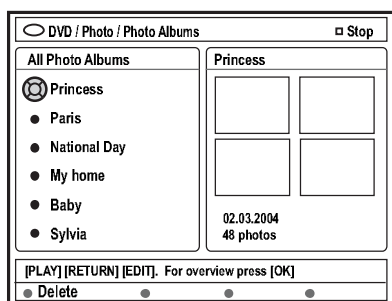 DVD / Photo / Photo Albums
Stop
All Photo Albums
Princess
Paris
National Day
My home
Baby
Sylvia
Princess
02.03.2004
48 photos
[PLAY] [RETURN] [EDIT]. For overview press [OK]
Delete